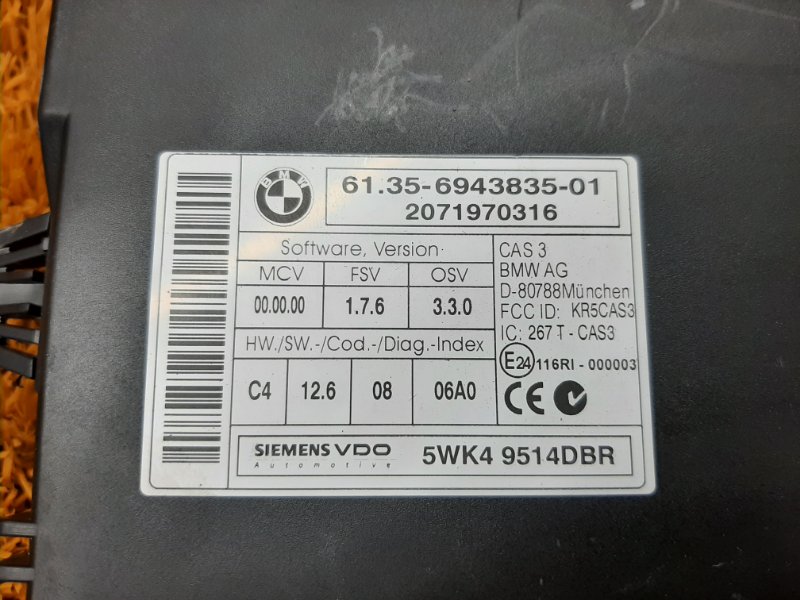 BMW
61.35-6943835-01
2071970316
Software, Version·
MCV FSV OSV
00.00.00 1.7.6 3.3.0
HW./SW.-/Cod.-/Diag.-Index
C4 12.6 08 06A0
CAS 3
BMW AG
D-80788München
FCC ID: KR5CAS3
IC: 267 T - CAS3
E24 116RI - 000003
CE
SIEMENS VDO
Automotive
5WK4 9514DBR